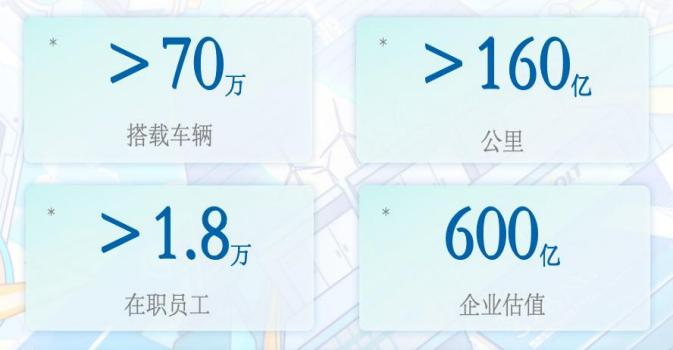 * ＞70万
搭载车辆
* ＞160亿
公里
* ＞1.8万
在职员工
* 600亿
企业估值